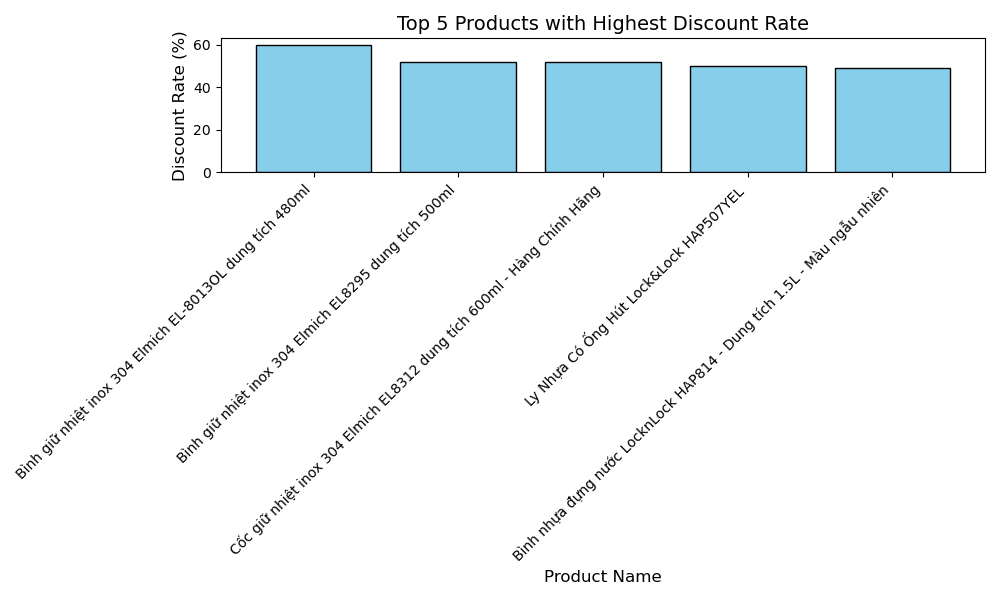 Top 5 Products with Highest Discount Rate
Discount Rate (%)
60
40
20
0
Bình giữ nhiệt inox 304 Elmich EL-8013OL dung tích 480ml
Bình giữ nhiệt inox 304 Elmich EL8295 dung tích 500ml
Cốc giữ nhiệt inox 304 Elmich EL8312 dung tích 600ml - Hàng Chính Hãng
Ly Nhựa Có Ống Hút Lock&Lock HAP507YEL
Bình nhựa đựng nước LocknLock HAP814 - Dung tích 1.5L - Màu ngẫu nhiên
Product Name